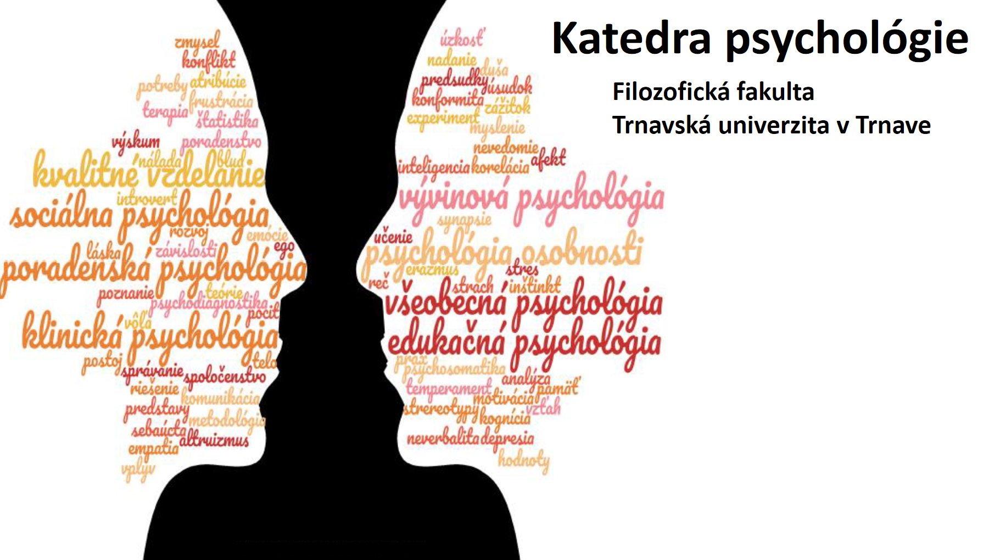 Katedra psychológie
Filozofická fakulta
Trnavská univerzita v Trnave
zmysel
konflikt
potreby atribúcie
frustrácia
terapia
štatistika
výskum poradenstvo
nálada blud
kvalitné vzdelanie
introvert
sociálna psychológia
rozvoj emócie
ego
láska závislosti
poradenská psychológia
poznanie teórie
psychodiagnostika
pocit
vôľa
klinická psychológia
postoj telo
správanie spoločenstvo
riešenie komunikácia
predstavy
metodológia
sebaúcta altruizmus
empatia
vplyv
úzkosť
nadanie duša
predsudky úsudok
konformita zážitok
experiment
myslenie
nevedomie afekt
inteligencia korelácia
vývinová psychológia
synapsie
učenie
psychológia osobnosti
erazmus stres
reč strach inštinkt
všeobecná psychológia
edukačná psychológia
prax psychosomatika
analýza
temperament pamäť
motivácia
strereotypy vzťah
kognícia
neverbalita depresia
hodnoty